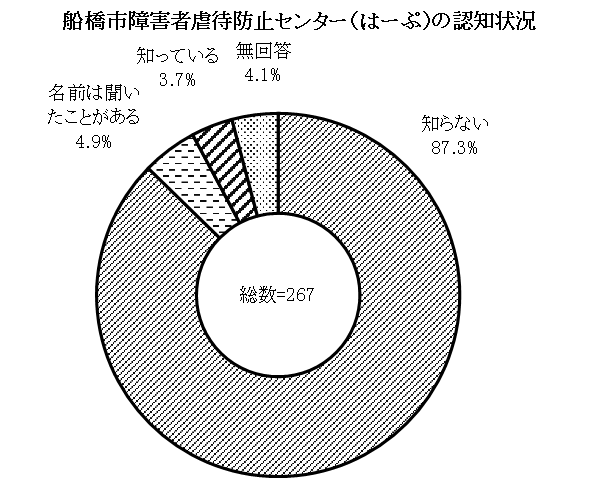 船橋市障害者虐待防止センター（はーぷ）の認知状況
無回答
4.1%
知っている
3.7%
名前は聞い
たことがある
4.9%
知らない
87.3%
総数=267